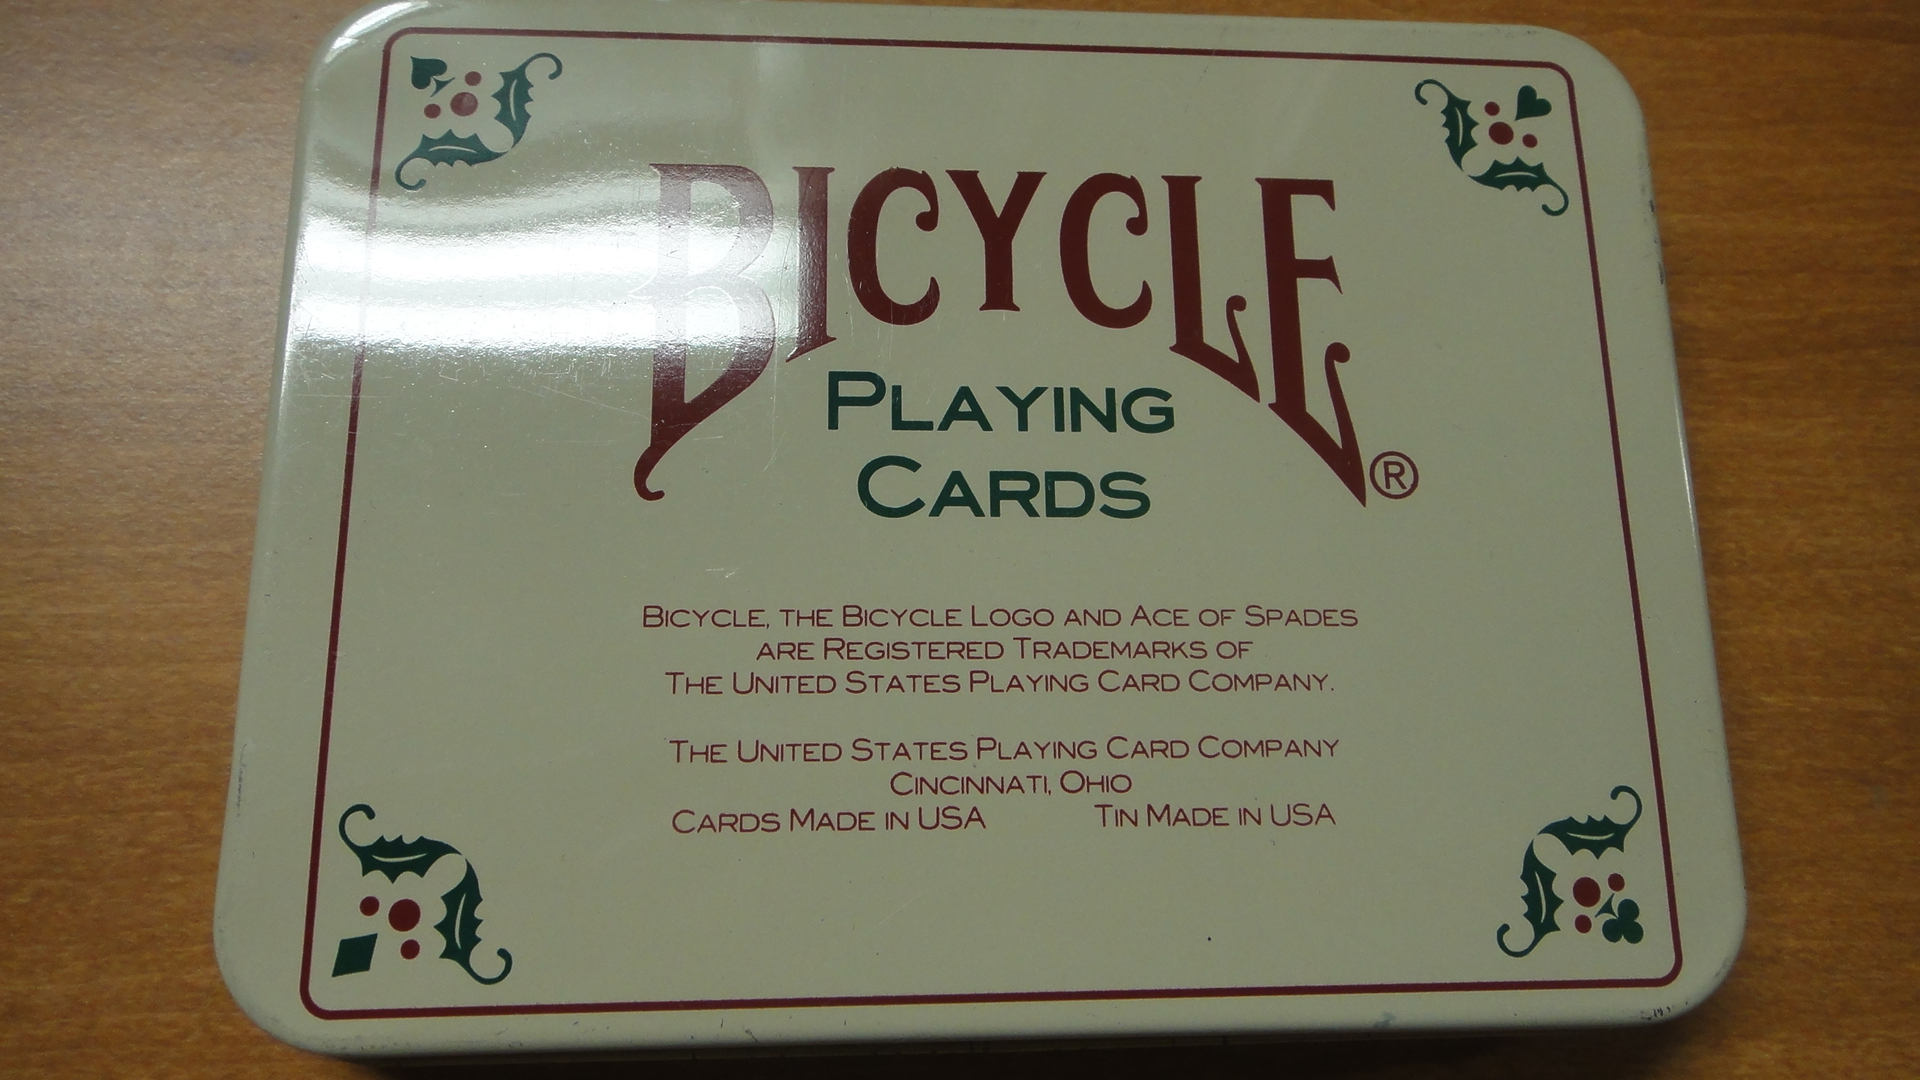 BICYCLE®
PLAYING
CARDS
BICYCLE, THE BICYCLE LOGO AND ACE OF SPADES
ARE REGISTERED TRADEMARKS OF
THE UNITED STATES PLAYING CARD COMPANY.
THE UNITED STATES PLAYING CARD COMPANY
CINCINNATI, OHIO
CARDS MADE IN USA TIN MADE IN USA